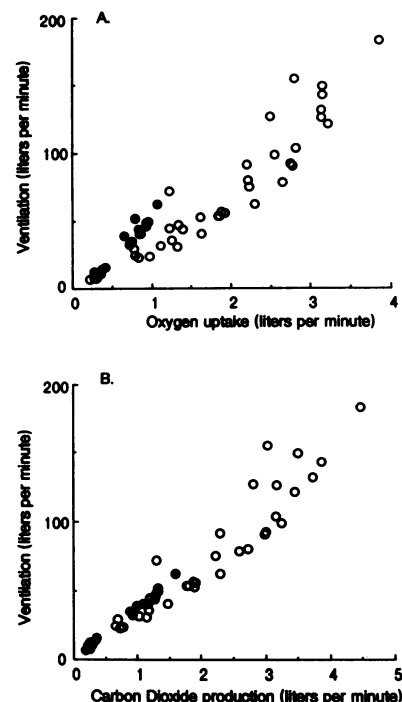 A.
200
Ventilation (liters per minute)
100
0
0 1 2 3 4
Oxygen uptake (liters per minute)
B.
200
Ventilation (liters per minute)
100
0
0 1 2 3 4 5
Carbon Dioxide production (liters per minute)